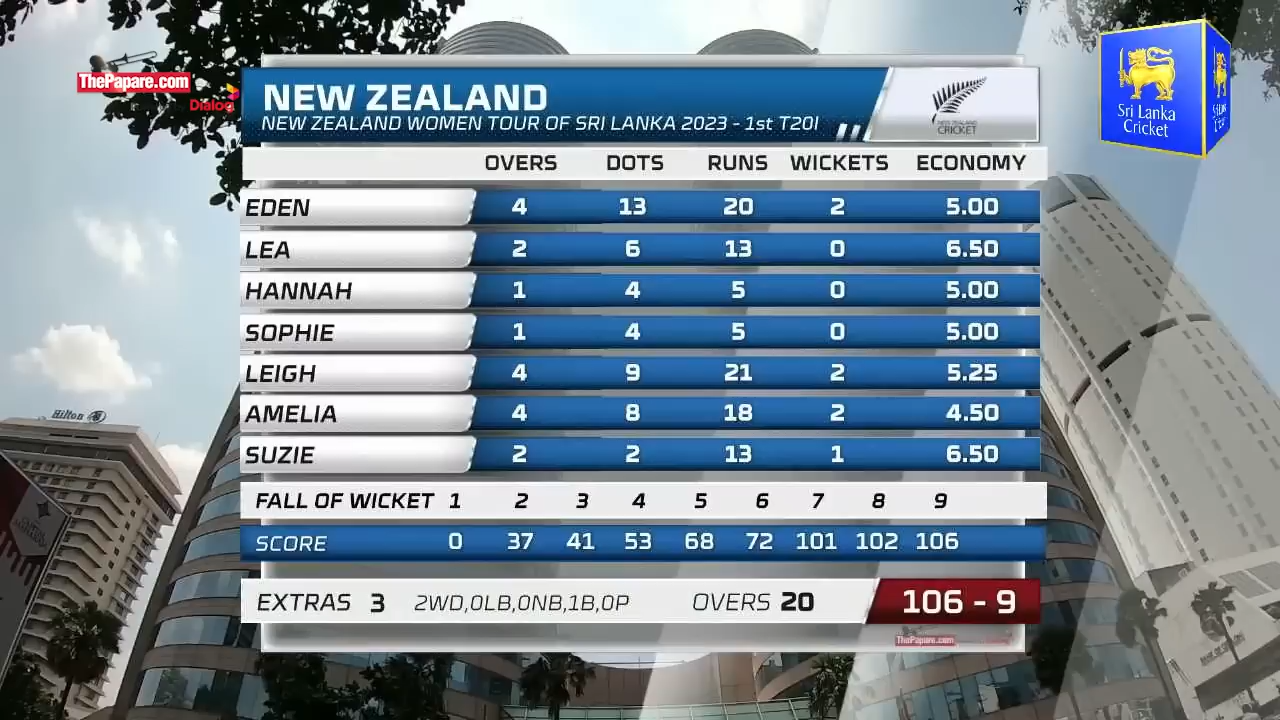 ThePapare.com
Dialog
NEW ZEALAND
NEW ZEALAND WOMEN TOUR OF SRI LANKA 2023 - 1st T20I
NEW ZEALAND
CRICKET
Sri Lanka
Cricket
OVERS DOTS RUNS WICKETS ECONOMY
EDEN 4 13 20 2 5.00
LEA 2 6 13 0 6.50
HANNAH 1 4 5 0 5.00
SOPHIE 1 4 5 0 5.00
LEIGH 4 9 21 2 5.25
AMELIA 4 8 18 2 4.50
SUZIE 2 2 13 1 6.50
FALL OF WICKET 1 2 3 4 5 6 7 8 9
SCORE 0 37 41 53 68 72 101 102 106
EXTRAS 3 2WD,0LB,0NB,1B,0P OVERS 20 106 - 9
ThePapare.com
Hilton